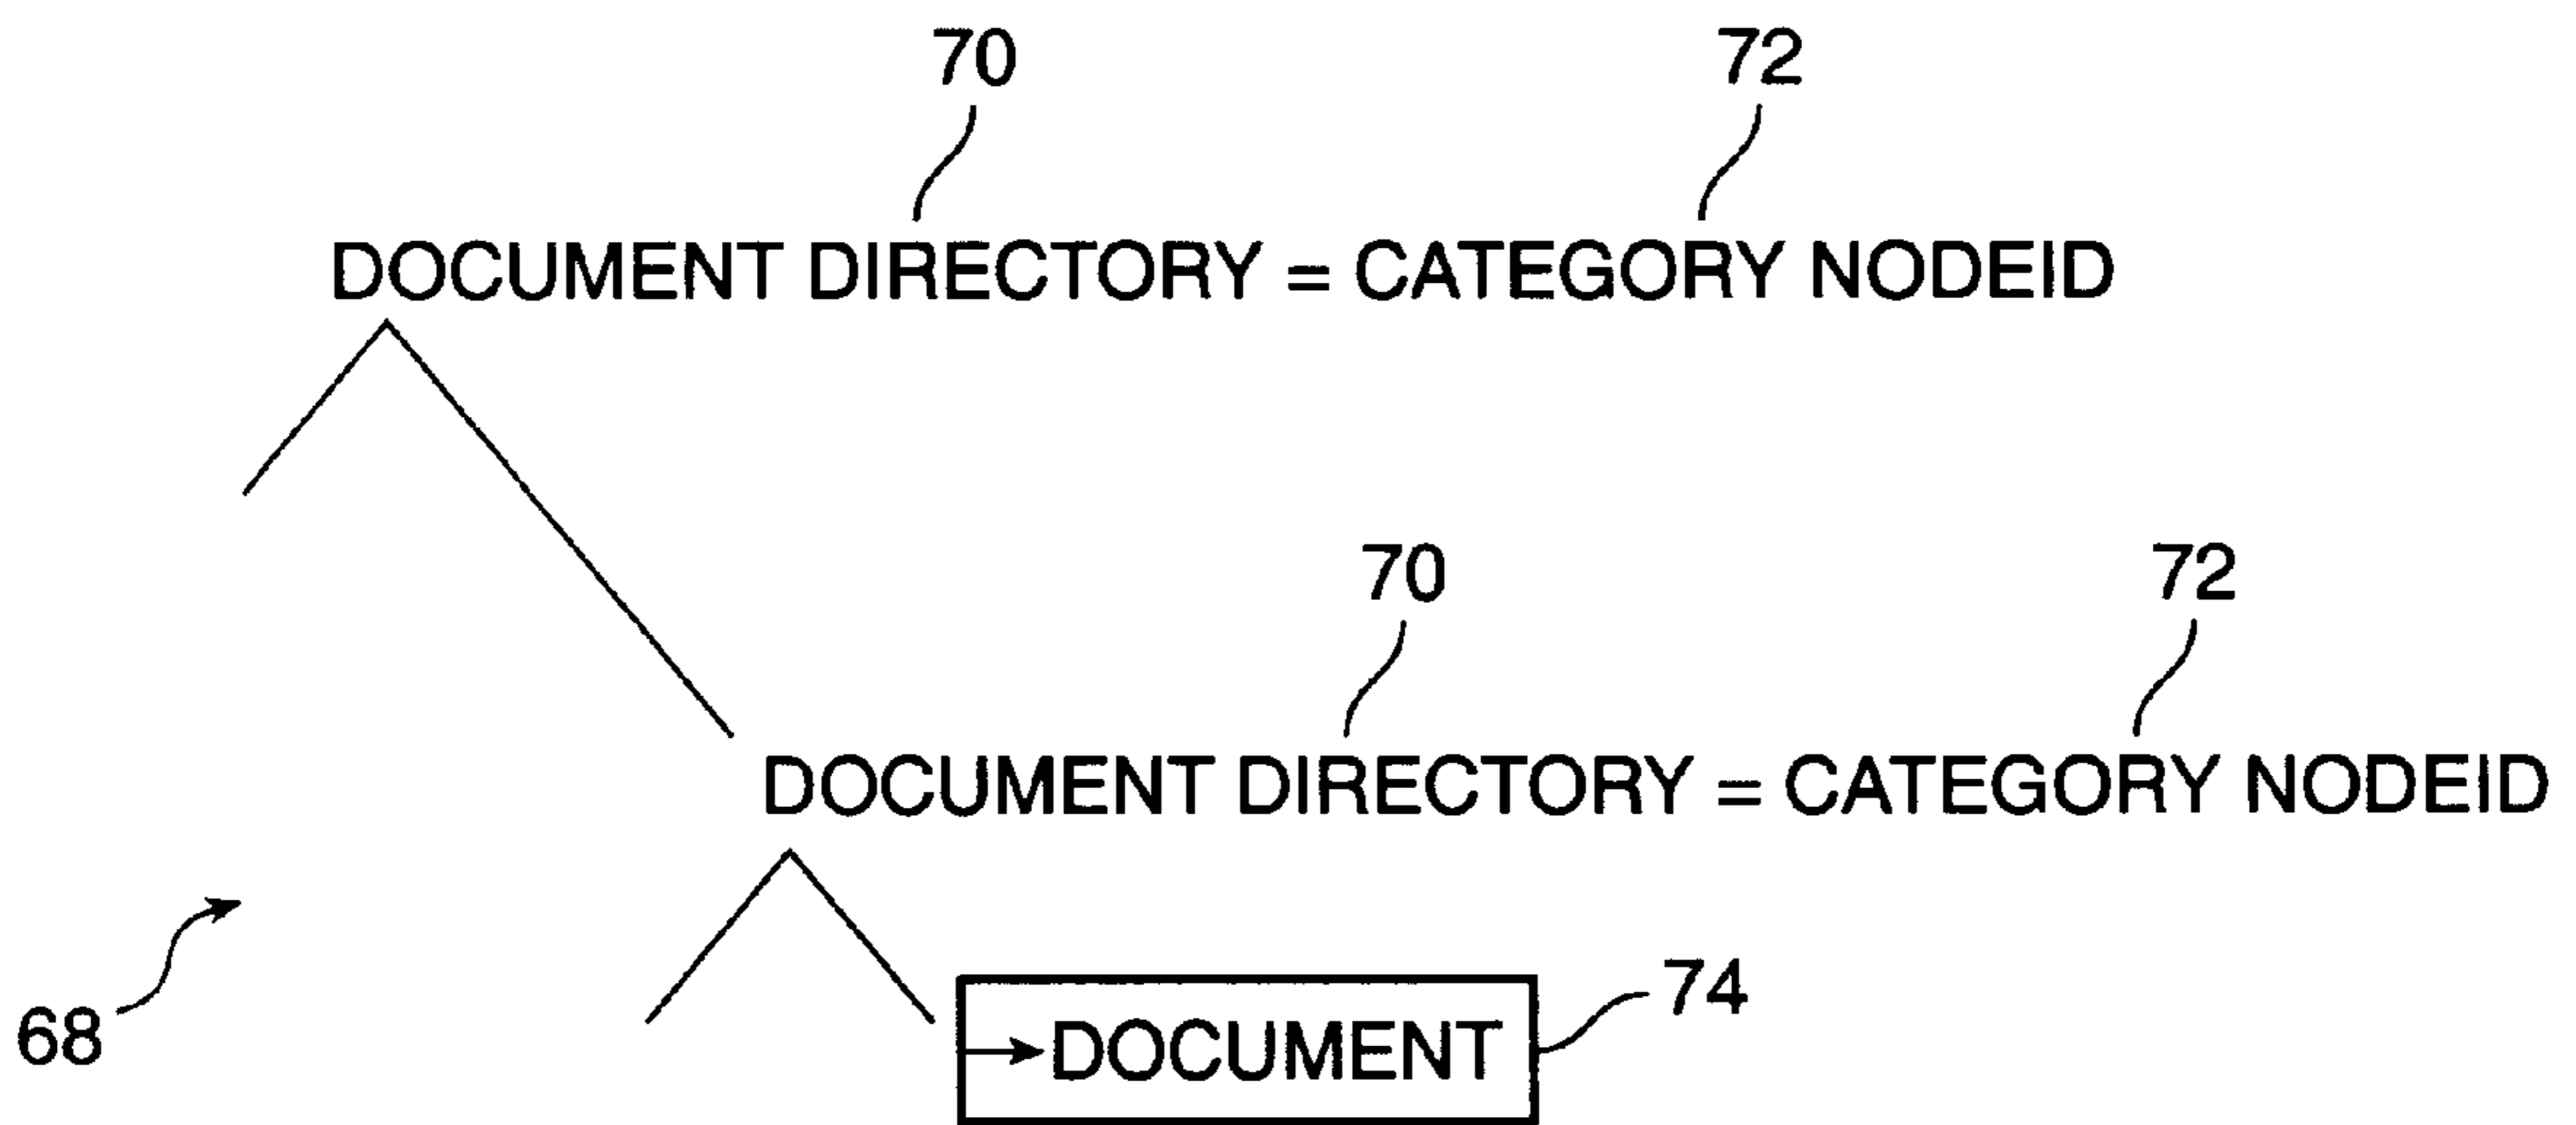 70 72
DOCUMENT DIRECTORY = CATEGORY NODEID
70 72
DOCUMENT DIRECTORY = CATEGORY NODEID
74
68
DOCUMENT